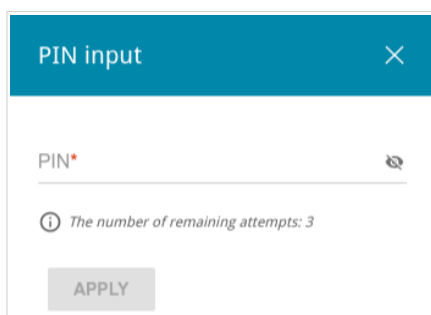 PIN input
PIN*
The number of remaining attempts: 3
APPLY